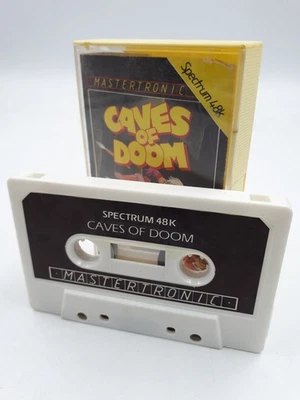 MASTERTRONIC
Spectrum 48K
CAVES
OF
DOOM
SPECTRUM 48K
CAVES OF DOOM
MASTERTRONIC